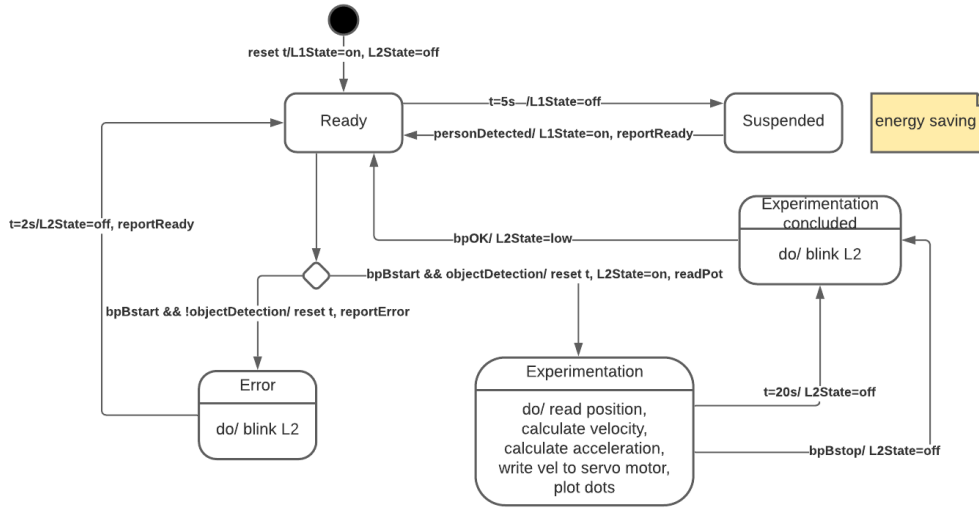 reset t/L1State=on, L2State=off
Ready
t=5s /L1State=off
Suspended
energy saving
personDetected/ L1State=on, reportReady
t=2s/L2State=off, reportReady
bpOK/ L2State=low
Experimentation
concluded
do/ blink L2
bpBstart && objectDetection/ reset t, L2State=on, readPot
bpBstart && !objectDetection/ reset t, reportError
Error
do/ blink L2
Experimentation
do/ read position,
calculate velocity,
calculate acceleration,
write vel to servo motor,
plot dots
t=20s/ L2State=off
bpBstop/ L2State=off